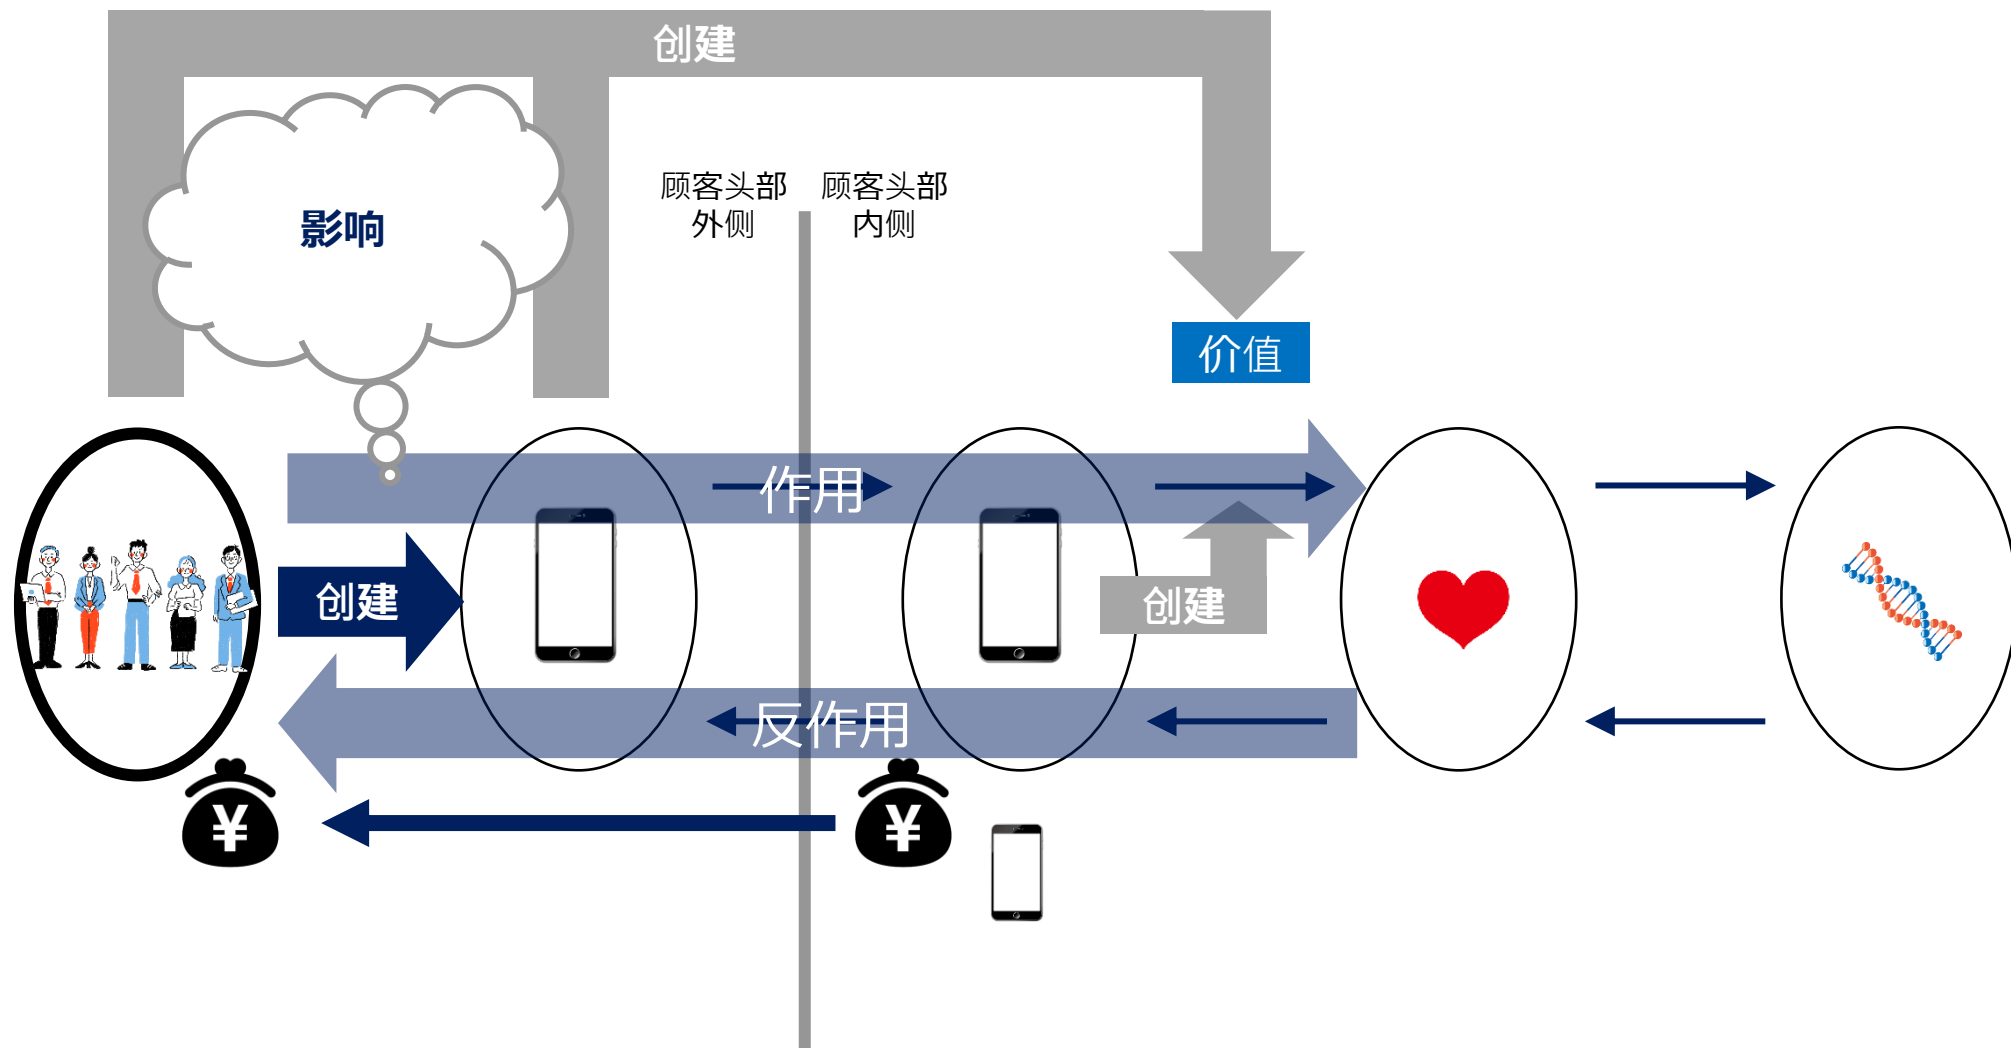 创建
顾客头部
外侧
顾客头部
内侧
影响
价值
作用
创建
创建
反作用
¥
¥